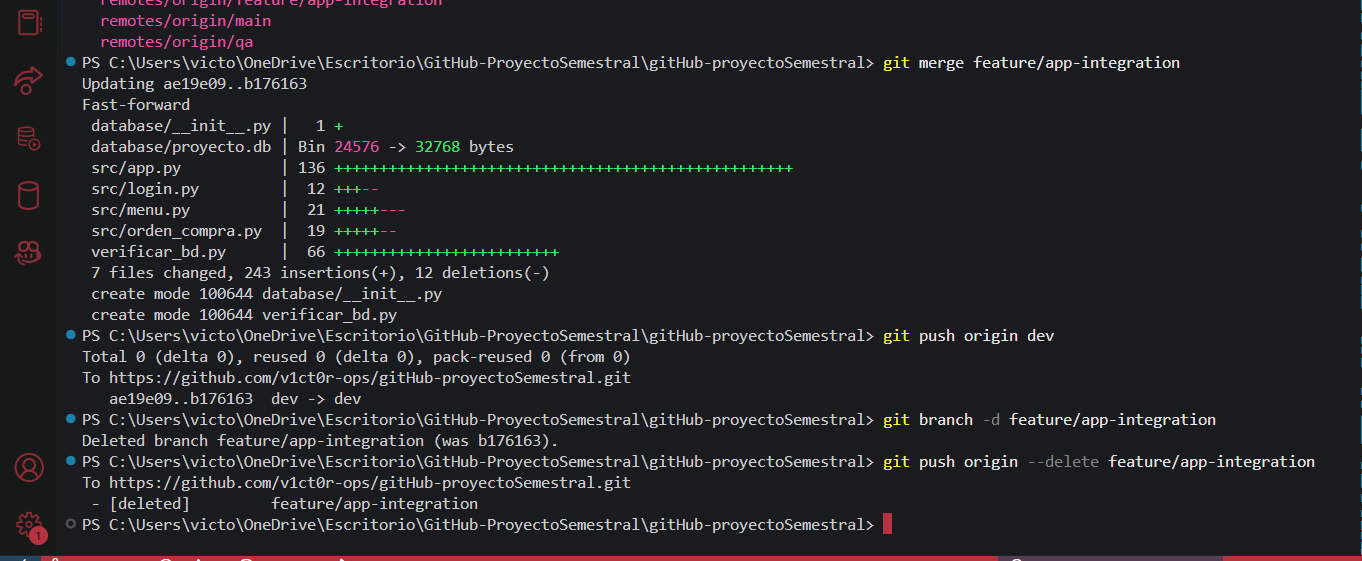 remotes/origin/feature/app-integration
remotes/origin/main
remotes/origin/qa
PS C:\Users\victo\OneDrive\Escritorio\GitHub-ProyectoSemestral\gitHub-proyectoSemestral> git merge feature/app-integration
Updating ae19e09..b176163
Fast-forward
 database/__init__.py |   1 +
 database/proyecto.db | Bin 24576 -> 32768 bytes
 src/app.py           | 136 +++++++++++++++++++++++++++++++++++++++++++++++++++
 src/login.py         |  12 +++--
 src/menu.py          |  21 +++++---
 src/orden_compra.py  |  19 +++++--
 verificar_bd.py      |  66 +++++++++++++++++++++++++
 7 files changed, 243 insertions(+), 12 deletions(-)
 create mode 100644 database/__init__.py
 create mode 100644 verificar_bd.py
PS C:\Users\victo\OneDrive\Escritorio\GitHub-ProyectoSemestral\gitHub-proyectoSemestral> git push origin dev
Total 0 (delta 0), reused 0 (delta 0), pack-reused 0 (from 0)
To https://github.com/v1ct0r-ops/gitHub-proyectoSemestral.git
   ae19e09..b176163  dev -> dev
PS C:\Users\victo\OneDrive\Escritorio\GitHub-ProyectoSemestral\gitHub-proyectoSemestral> git branch -d feature/app-integration
Deleted branch feature/app-integration (was b176163).
PS C:\Users\victo\OneDrive\Escritorio\GitHub-ProyectoSemestral\gitHub-proyectoSemestral> git push origin --delete feature/app-integration
To https://github.com/v1ct0r-ops/gitHub-proyectoSemestral.git
 - [deleted]         feature/app-integration
PS C:\Users\victo\OneDrive\Escritorio\GitHub-ProyectoSemestral\gitHub-proyectoSemestral>
1